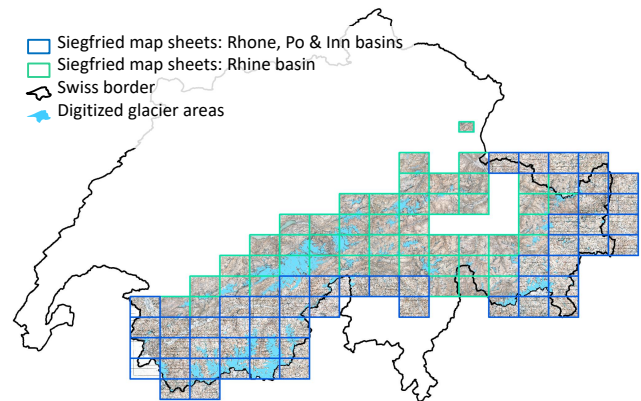 Siegfried map sheets: Rhone, Po & Inn basins
Siegfried map sheets: Rhine basin
Swiss border
Digitized glacier areas